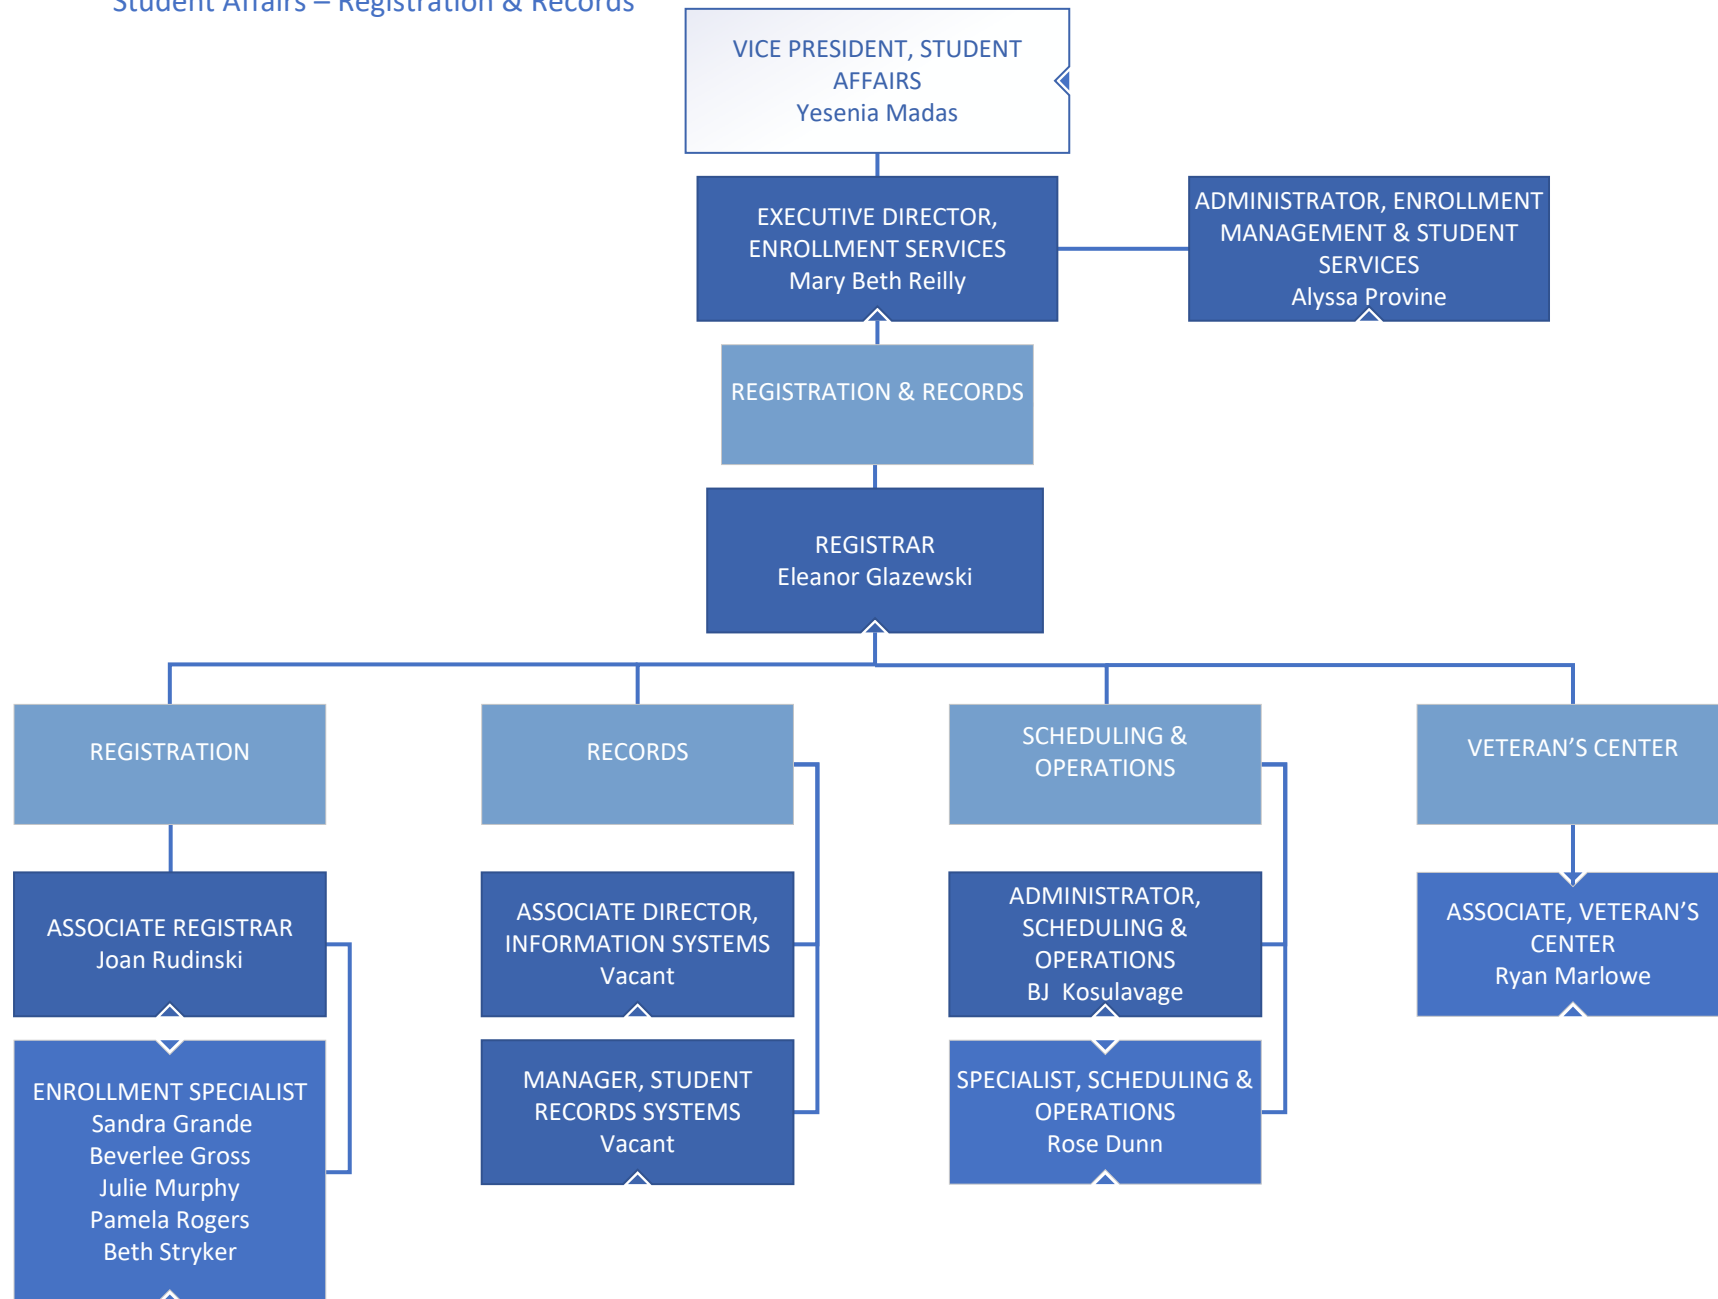 Student Affairs – Registration & Records
VICE PRESIDENT, STUDENT
AFFAIRS
Yesenia Madas
EXECUTIVE DIRECTOR,
ENROLLMENT SERVICES
Mary Beth Reilly
ADMINISTRATOR, ENROLLMENT
MANAGEMENT & STUDENT
SERVICES
Alyssa Provine
REGISTRATION & RECORDS
REGISTRAR
Eleanor Glazewski
REGISTRATION
RECORDS
SCHEDULING &
OPERATIONS
VETERAN’S CENTER
ASSOCIATE REGISTRAR
Joan Rudinski
ASSOCIATE DIRECTOR,
INFORMATION SYSTEMS
Vacant
ADMINISTRATOR,
SCHEDULING &
OPERATIONS
BJ  Kosulavage
ASSOCIATE, VETERAN’S
CENTER
Ryan Marlowe
ENROLLMENT SPECIALIST
Sandra Grande
Beverlee Gross
Julie Murphy
Pamela Rogers
Beth Stryker
MANAGER, STUDENT
RECORDS SYSTEMS
Vacant
SPECIALIST, SCHEDULING &
OPERATIONS
Rose Dunn